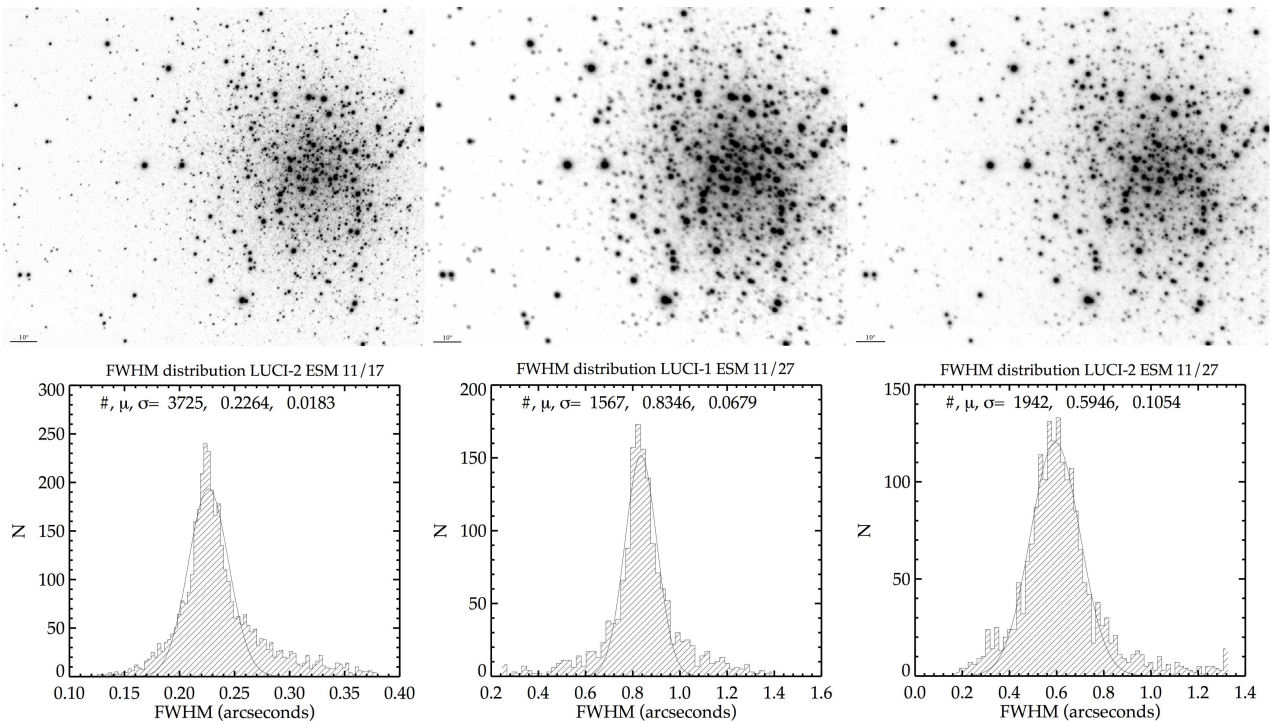 10"
10"
10"
FWHM distribution LUCI-2 ESM 11/17
#, μ, σ= 3725, 0.2264, 0.0183
300
250
200
150
100
50
0
N
0.10 0.15 0.20 0.25 0.30 0.35 0.40
FWHM (arcseconds)
FWHM distribution LUCI-1 ESM 11/27
#, μ, σ= 1567, 0.8346, 0.0679
200
150
100
50
0
N
0.2 0.4 0.6 0.8 1.0 1.2 1.4 1.6
FWHM (arcseconds)
FWHM distribution LUCI-2 ESM 11/27
#, μ, σ= 1942, 0.5946, 0.1054
150
100
50
0
N
0.0 0.2 0.4 0.6 0.8 1.0 1.2 1.4
FWHM (arcseconds)